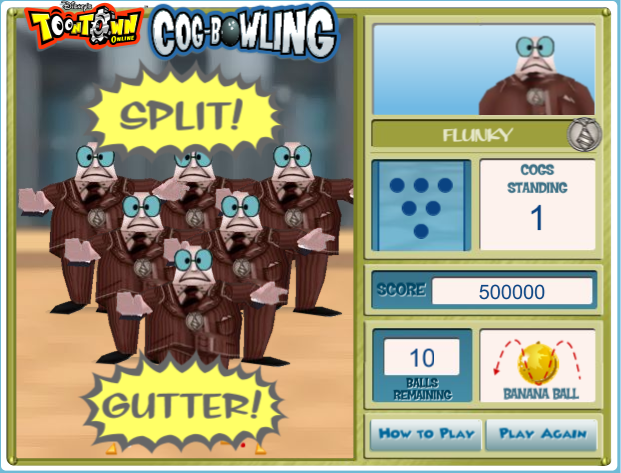 Disney's
TOONTOWN
ONLINE
COG-BOWLING
SPLIT!
GUTTER!
FLUNKY
COGS
STANDING
1
SCORE 500000
10
BALLS
REMAINING
BANANA BALL
HOW TO PLAY PLAY AGAIN